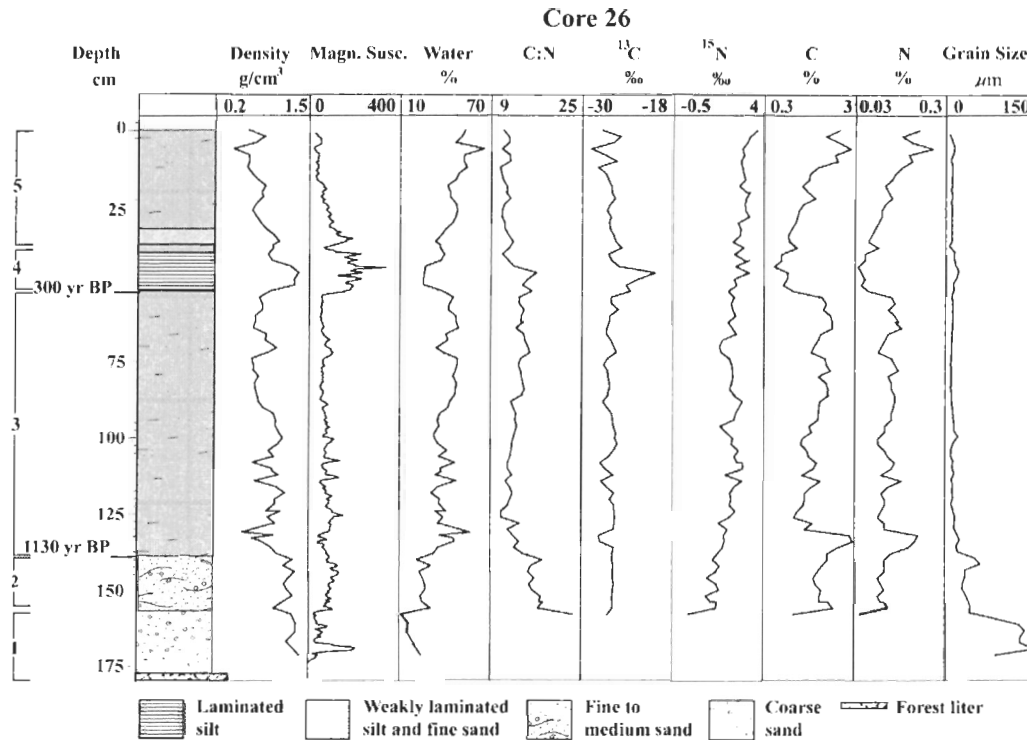 Core 26
Depth Density Magn. Susc. Water C:N ¹³C ¹⁵N C N Grain Size
cm g/cm³ % ‰ ‰ % % μm
0.2 1.5 0 400 10 70 9 25 -30 -18 -0.5 4 0.3 3 0.03 0.3 0 150
0
5
25
4
300 yr BP
75
3
100
125
1130 yr BP
2
150
1
175
Laminated silt
Weakly laminated silt and fine sand
Fine to medium sand
Coarse sand
Forest liter